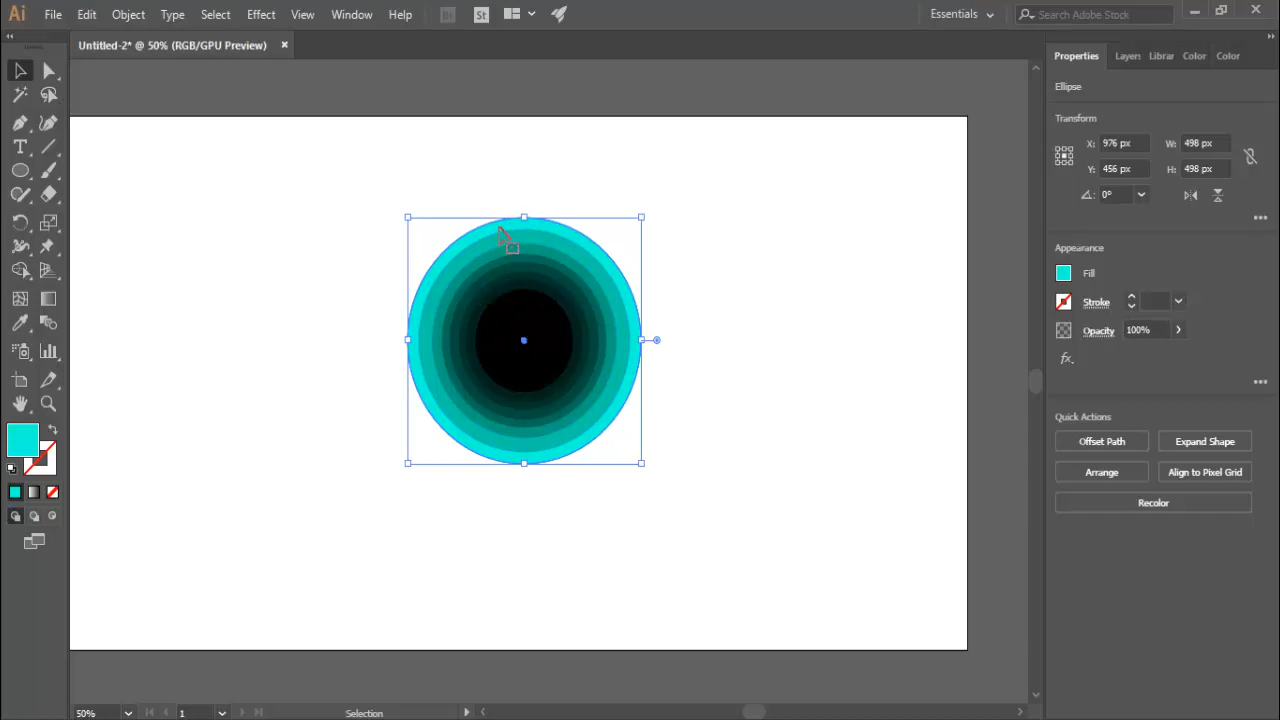 Ai File Edit Object Type Select Effect View Window Help Br St Essentials Search Adobe Stock
Untitled-2* @ 50% (RGB/GPU Preview) ×
Properties Layers Librar Color Color
Ellipse
Transform
X: 976 px W: 498 px
Y: 456 px H: 498 px
0°
Appearance
Fill
Stroke
Opacity 100%
fx.
Quick Actions
Offset Path Expand Shape
Arrange Align to Pixel Grid
Recolor
50% 1 Selection